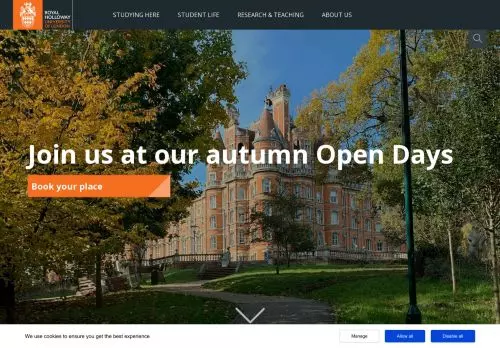 ROYAL
HOLLOWAY
UNIVERSITY
OF LONDON
STUDYING HERE
STUDENT LIFE
RESEARCH & TEACHING
ABOUT US
Join us at our autumn Open Days
Book your place
We use cookies to ensure you get the best experience.
Manage
Allow all
Disable all